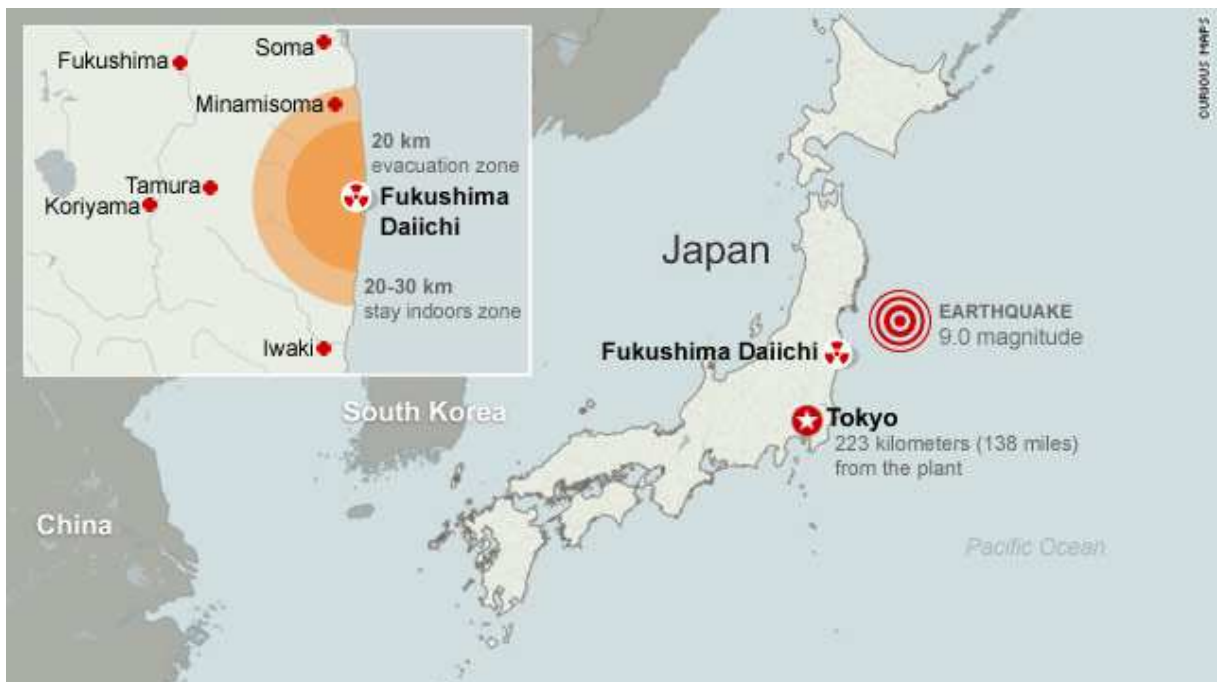 Soma
Fukushima
Minamisoma
20 km
evacuation zone
Tamura
Koriyama
Fukushima
Daiichi
20-30 km
stay indoors zone
Iwaki
CURIOUS MAPS
Japan
EARTHQUAKE
9.0 magnitude
Fukushima Daiichi
South Korea
Tokyo
223 kilometers (138 miles)
from the plant
China
Pacific Ocean